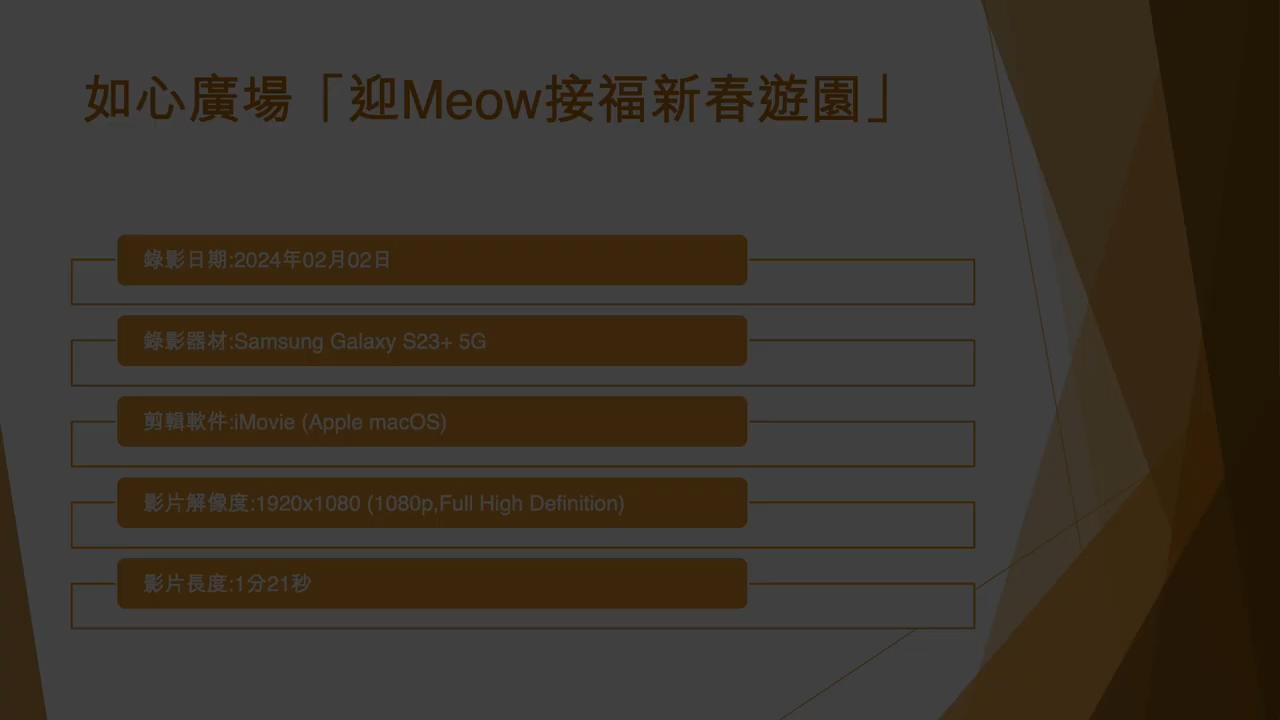 如心廣場「迎Meow接福新春遊園」
錄影日期:2024年02月02日
錄影器材:Samsung Galaxy S23+ 5G
剪輯軟件:iMovie (Apple macOS)
影片解像度:1920x1080 (1080p,Full High Definition)
影片長度:1分21秒